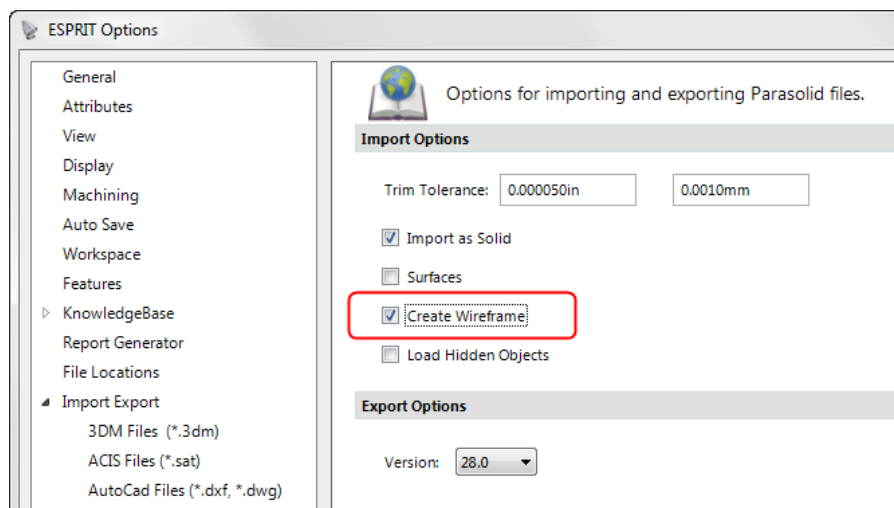 ESPRIT Options
General
Attributes
View
Display
Machining
Auto Save
Workspace
Features
KnowledgeBase
Report Generator
File Locations
Import Export
3DM Files (*.3dm)
ACIS Files (*.sat)
AutoCad Files (*.dxf, *.dwg)
Options for importing and exporting Parasolid files.
Import Options
Trim Tolerance: 0.000050in 0.0010mm
Import as Solid
Surfaces
Create Wireframe
Load Hidden Objects
Export Options
Version: 28.0